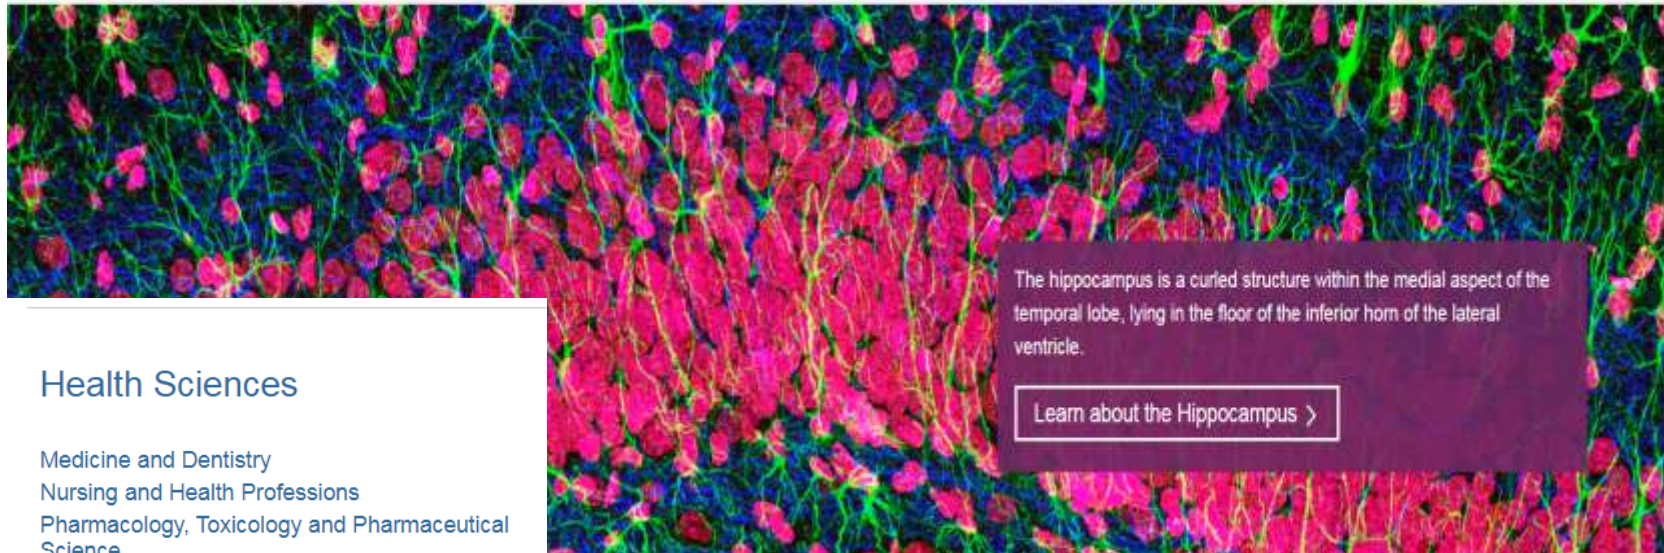 The hippocampus is a curled structure within the medial aspect of the
temporal lobe, lying in the floor of the inferior horn of the lateral
ventricle.
Learn about the Hippocampus >
Health Sciences
Medicine and Dentistry
Nursing and Health Professions
Pharmacology, Toxicology and Pharmaceutical
Science